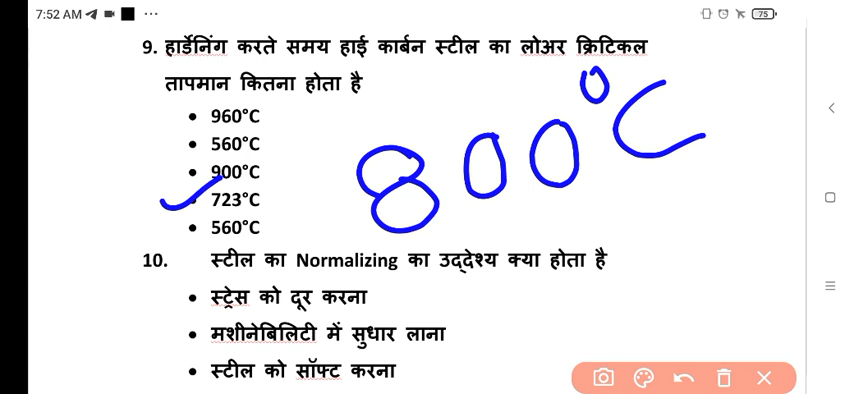 7:52 AM
75
9. हार्डेनिंग करते समय हाई कार्बन स्टील का लोअर क्रिटिकल
तापमान कितना होता है
• 960°C
• 560°C
• 900°C
• 723°C
• 560°C
800°C
10. स्टील का Normalizing का उद्देश्य क्या होता है
• स्ट्रेस को दूर करना
• मशीनेबिलिटी में सुधार लाना
• स्टील को सॉफ्ट करना